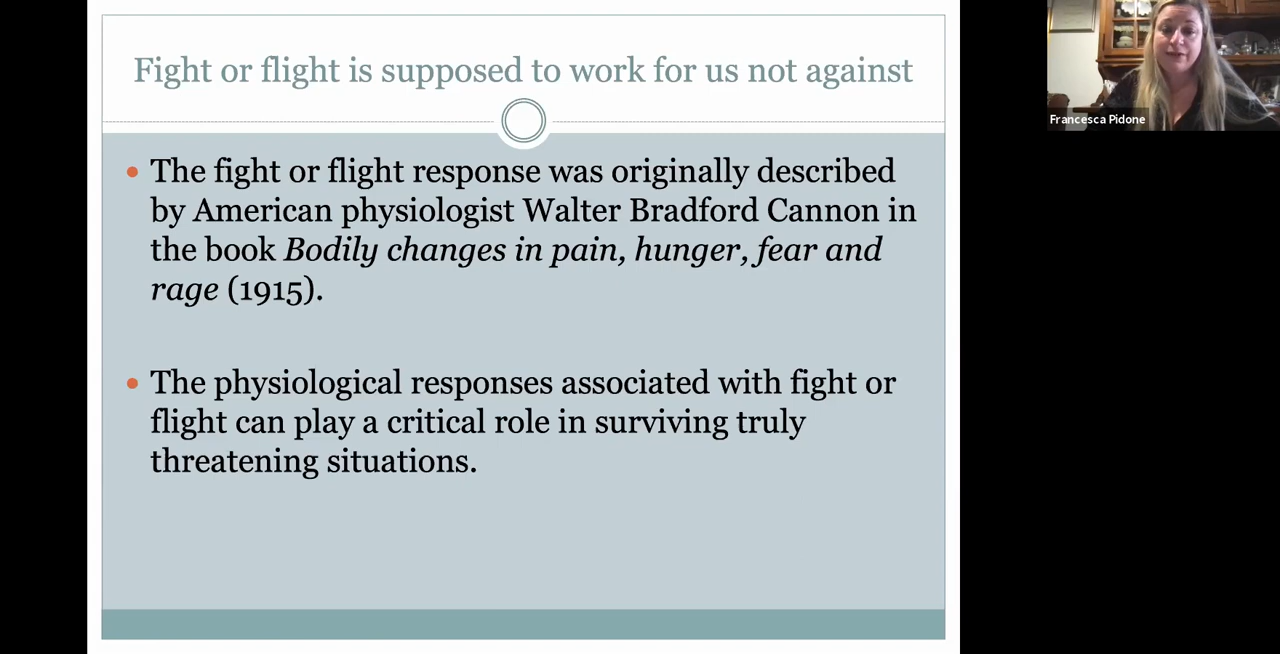 Fight or flight is supposed to work for us not against
The fight or flight response was originally described
by American physiologist Walter Bradford Cannon in
the book Bodily changes in pain, hunger, fear and
rage (1915).
The physiological responses associated with fight or
flight can play a critical role in surviving truly
threatening situations.
Francesca Pidone